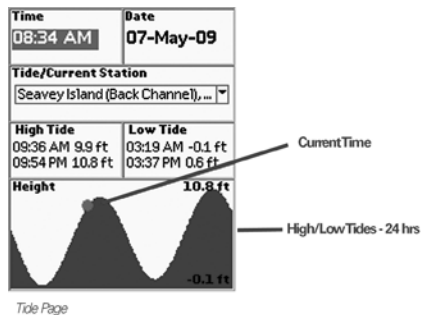 Time Date
08:34 AM 07-May-09
Tide/Current Station
Seavey Island (Back Channel), ...
High Tide Low Tide
09:36 AM 9.9 ft 03:19 AM -0.1 ft
09:54 PM 10.8 ft 03:37 PM 0.6 ft
Current Time
Height 10.8 ft
High/Low Tides - 24 hrs
-0.1 ft
Tide Page